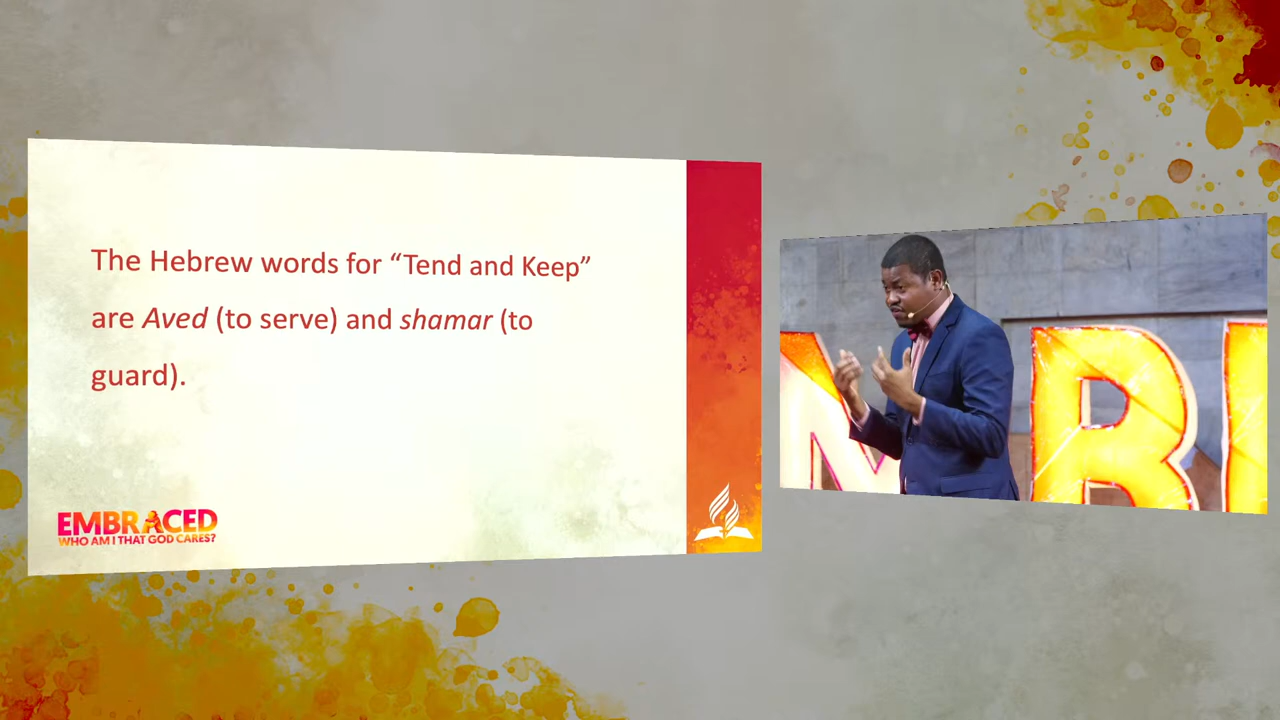 The Hebrew words for “Tend and Keep”
are Aved (to serve) and shamar (to
guard).
EMBRACED
WHO AM I THAT GOD CARES?
BI